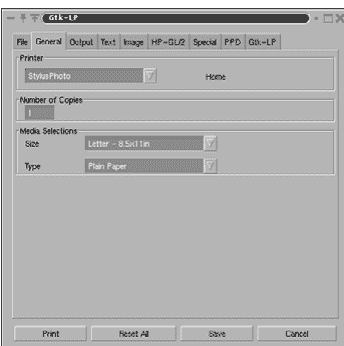 Gtk-LP
File General Output Text Image HP-GL/2 Special PPD Gtk-LP
Printer
StylusPhoto Home
Number of Copies
1
Media Selections
Size Letter - 8.5x11in
Type Plain Paper
Print Reset All Save Cancel